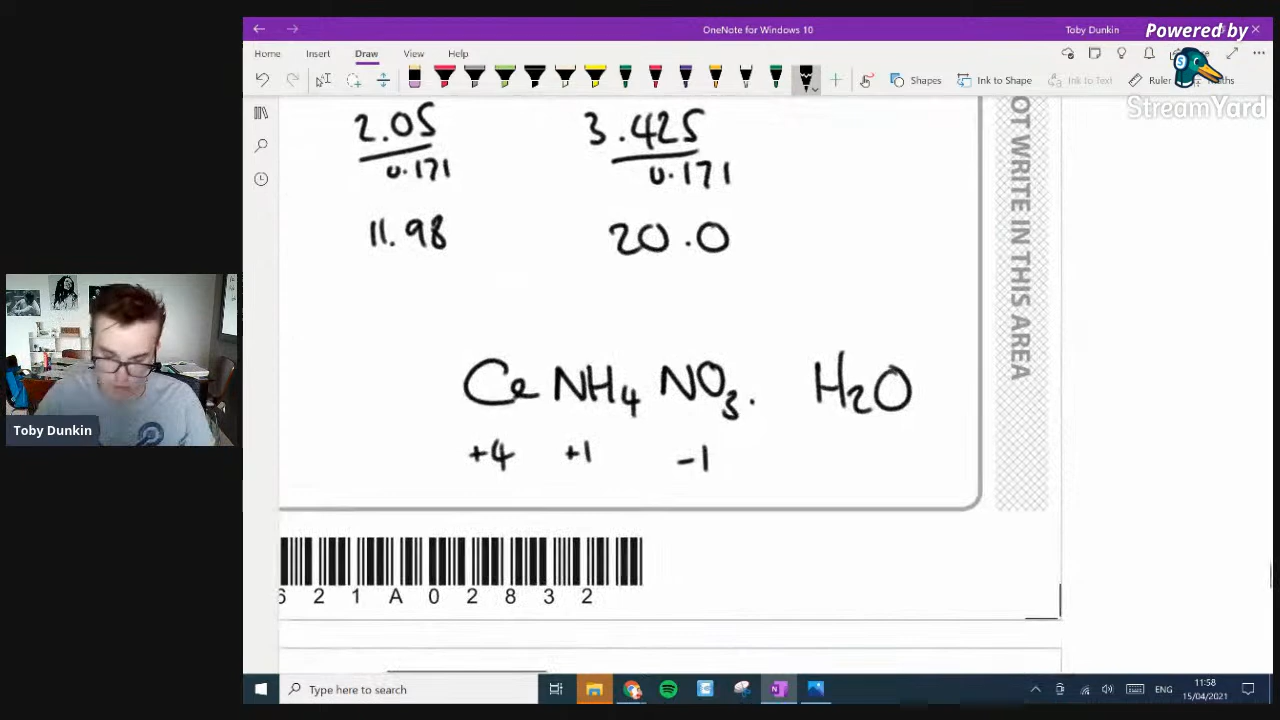 OneNote for Windows 10
Toby Dunkin
Powered by
StreamYard
Home Insert Draw View Help
Shapes Ink to Shape Ink to Text Ruler
2.05 3.425
0.171 0.171
11.98 20.0
Ce NH4 NO3. H2O
+4 +1 -1
OT WRITE IN THIS AREA
Toby Dunkin
6 2 1 A 0 2 8 3 2
Type here to search
ENG
11:58
15/04/2021